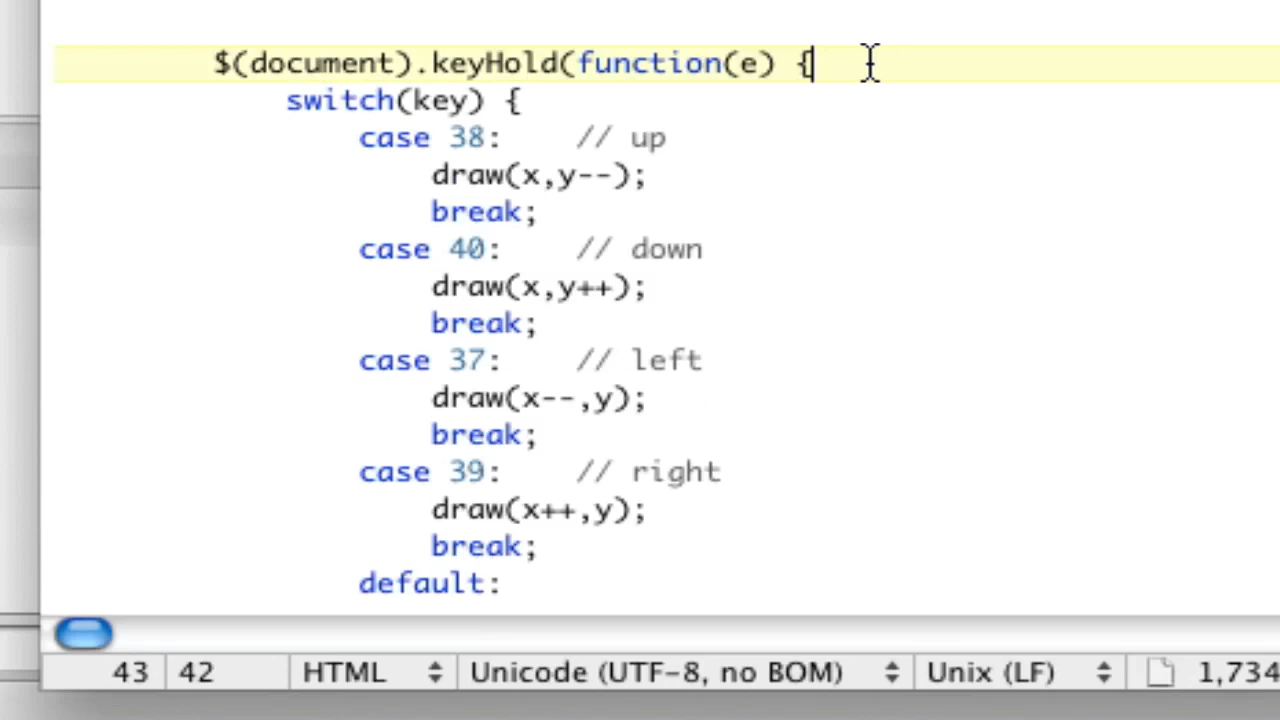 $(document).keyHold(function(e) {
switch(key) {
case 38:    // up
draw(x,y--);
break;
case 40:    // down
draw(x,y++);
break;
case 37:    // left
draw(x--,y);
break;
case 39:    // right
draw(x++,y);
break;
default:
43 42 HTML Unicode (UTF-8, no BOM) Unix (LF) 1,734